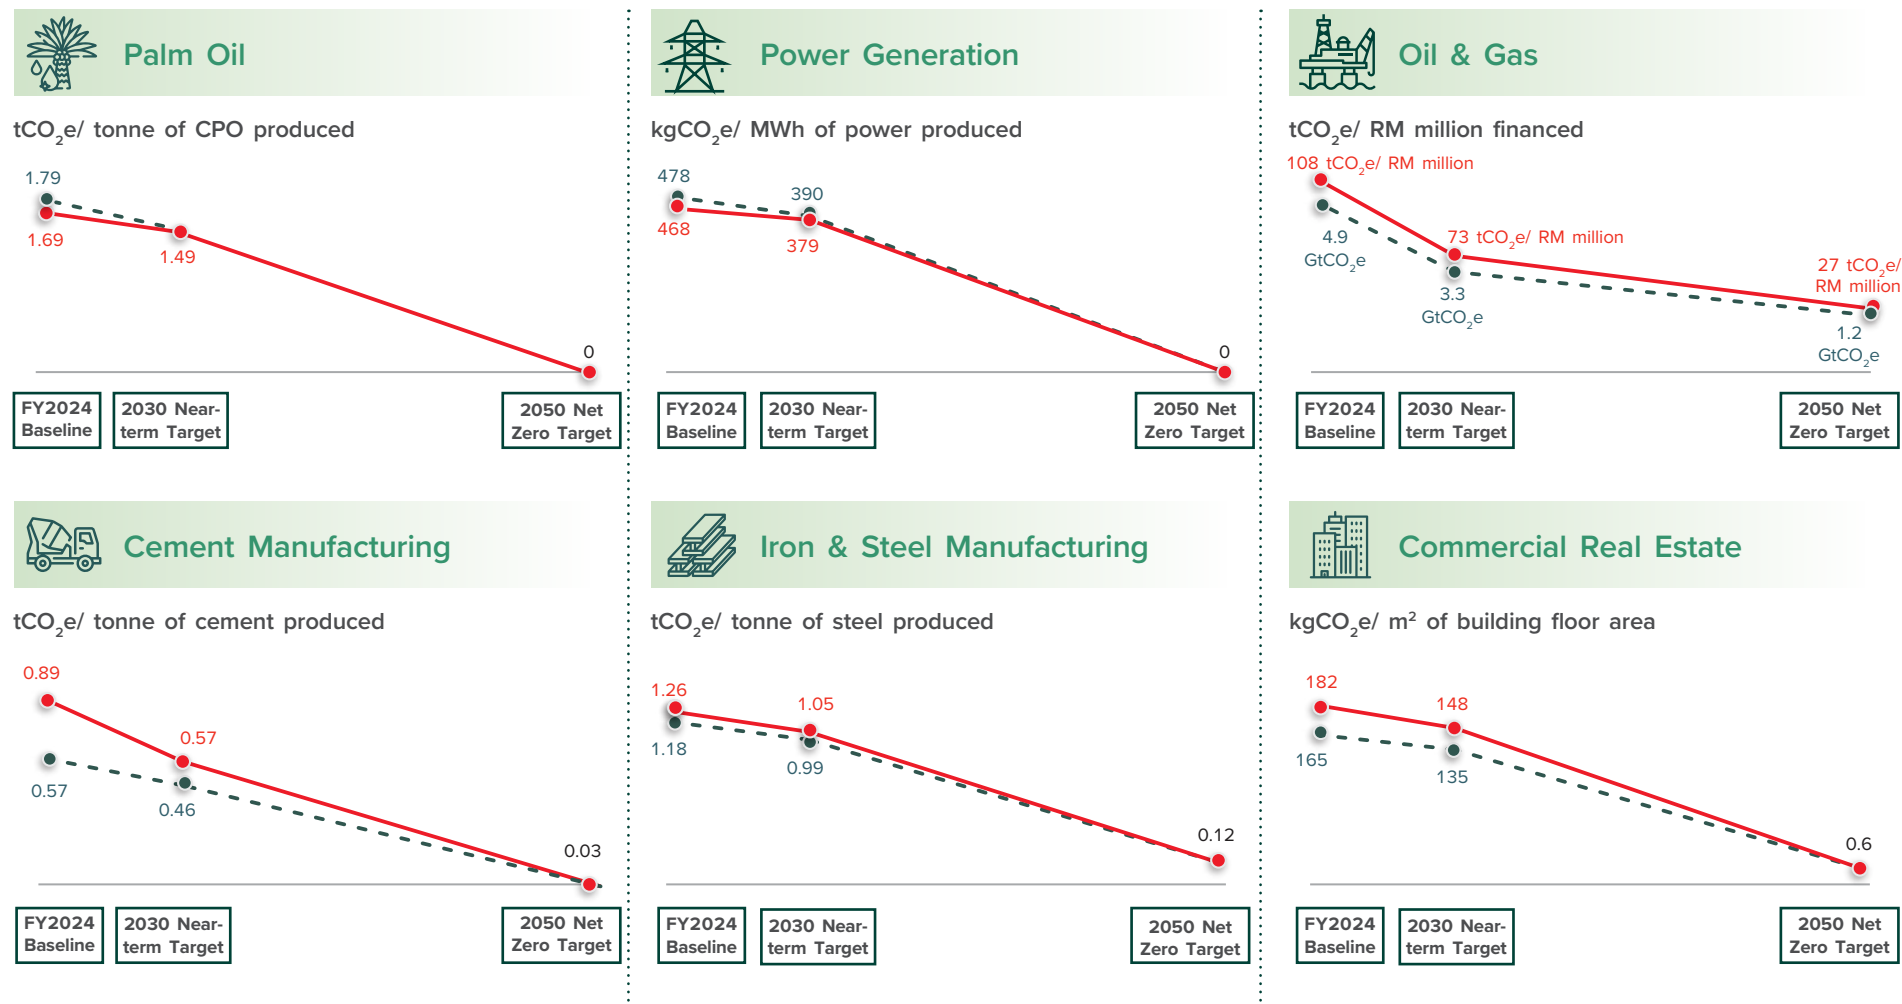 Palm Oil
tCO₂e/ tonne of CPO produced
1.79
1.69
1.49
0
FY2024
Baseline
2030 Near-
term Target
2050 Net
Zero Target
Power Generation
kgCO₂e/ MWh of power produced
478
468
390
379
0
FY2024
Baseline
2030 Near-
term Target
2050 Net
Zero Target
Oil & Gas
tCO₂e/ RM million financed
108 tCO₂e/ RM million
4.9
GtCO₂e
73 tCO₂e/ RM million
3.3
GtCO₂e
27 tCO₂e/
RM million
1.2
GtCO₂e
FY2024
Baseline
2030 Near-
term Target
2050 Net
Zero Target
Cement Manufacturing
tCO₂e/ tonne of cement produced
0.89
0.57
0.57
0.46
0.03
FY2024
Baseline
2030 Near-
term Target
2050 Net
Zero Target
Iron & Steel Manufacturing
tCO₂e/ tonne of steel produced
1.26
1.18
1.05
0.99
0.12
FY2024
Baseline
2030 Near-
term Target
2050 Net
Zero Target
Commercial Real Estate
kgCO₂e/ m² of building floor area
182
165
148
135
0.6
FY2024
Baseline
2030 Near-
term Target
2050 Net
Zero Target